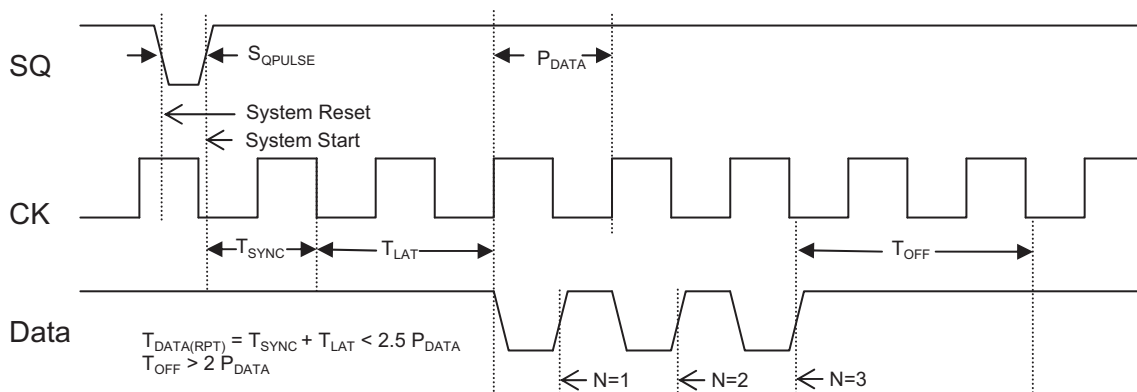 SQ
S_QPULSE
P_DATA
System Reset
System Start
CK
T_SYNC
T_LAT
T_OFF
Data
T_DATA(RPT) = T_SYNC + T_LAT < 2.5 P_DATA
T_OFF > 2 P_DATA
N=1
N=2
N=3